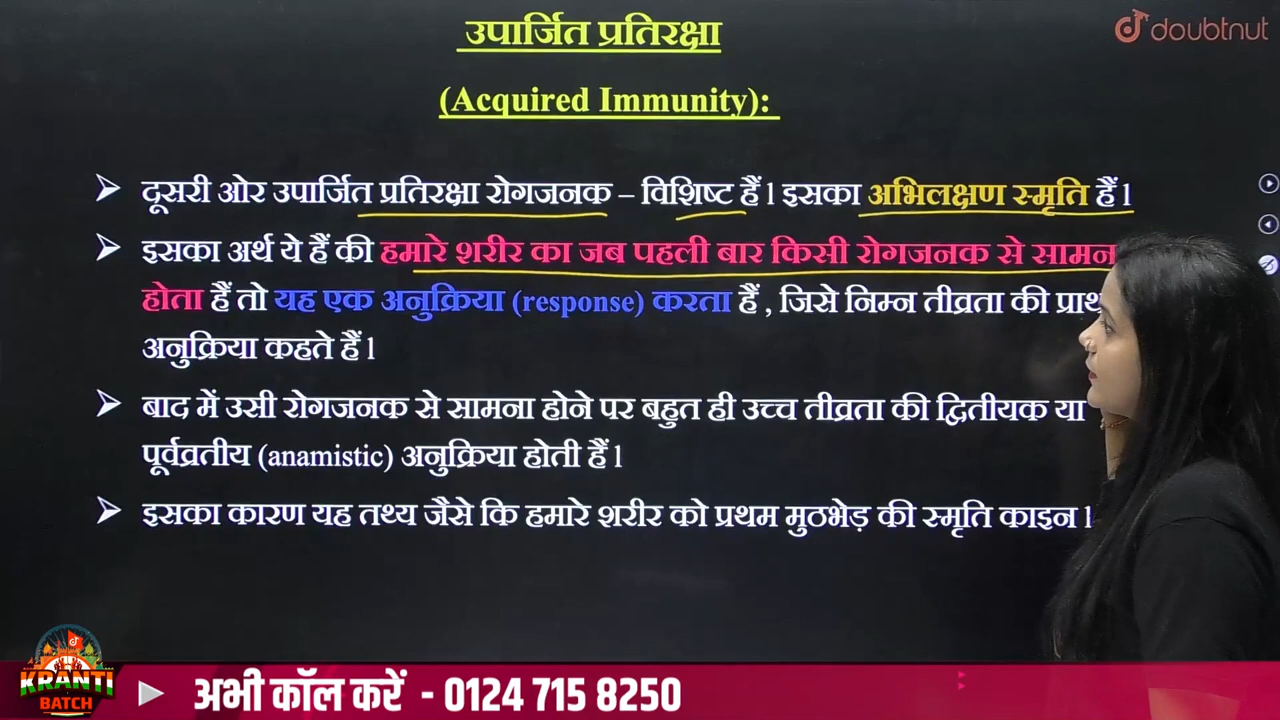 उपार्जित प्रतिरक्षा
doubtnut
(Acquired Immunity):
➤ दूसरी ओर उपार्जित प्रतिरक्षा रोगजनक – विशिष्ट हैं l इसका अभिलक्षण स्मृति हैं l
➤ इसका अर्थ ये हैं की हमारे शरीर का जब पहली बार किसी रोगजनक से
होता हैं तो यह एक अनुक्रिया (response) करता हैं , जिसे निम्न तीव्रता की
अनुक्रिया कहते हैं l
➤ बाद में उसी रोगजनक से सामना होने पर बहुत ही उच्च तीव्रता की द्वितीयक या
पूर्वव्रतीय (anamistic) अनुक्रिया होती हैं l
➤ इसका कारण यह तथ्य जैसे कि हमारे शरीर को प्रथम मुठभेड़ की स्मृति काइन l
KRANTI
BATCH
अभी कॉल करें - 0124 715 8250